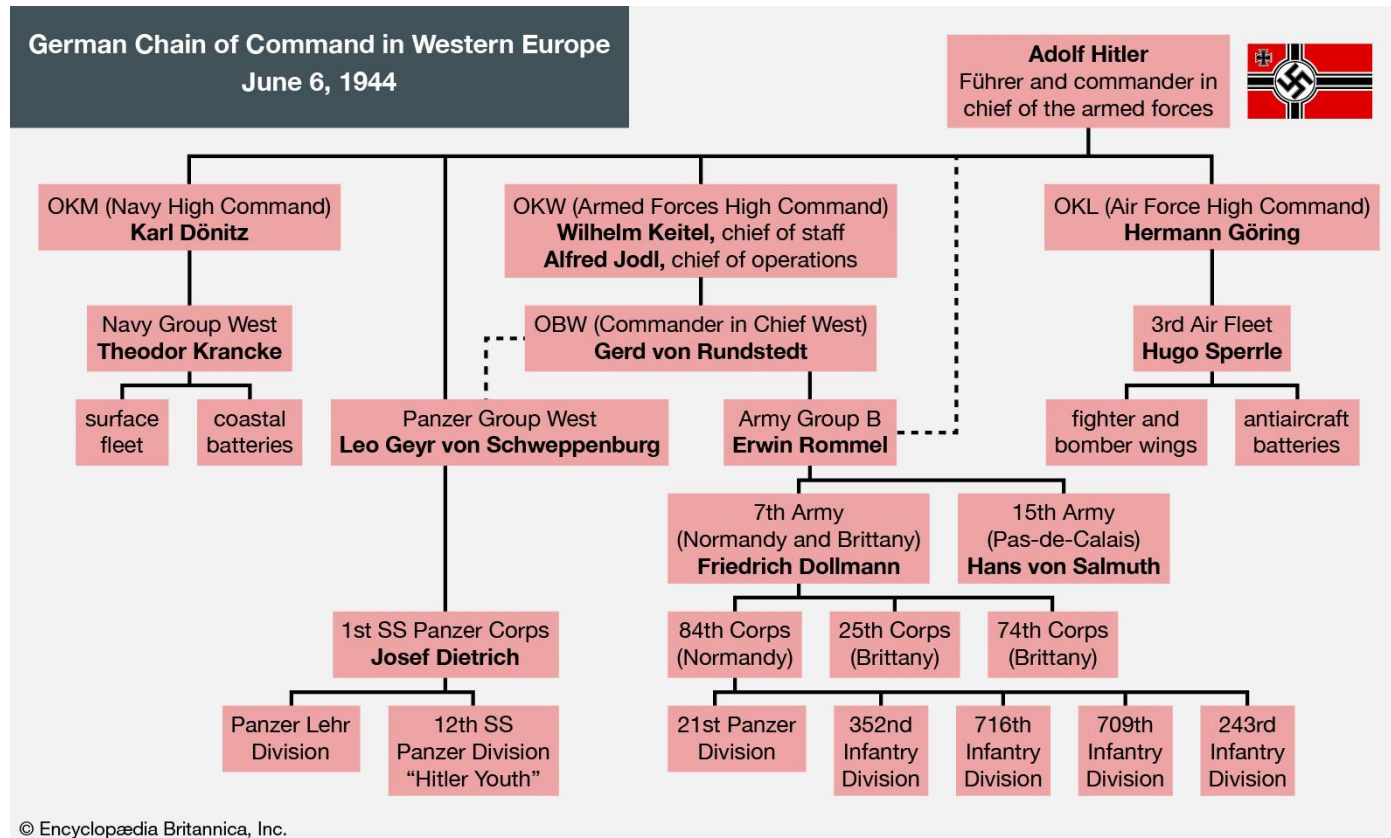 German Chain of Command in Western Europe
June 6, 1944
Adolf Hitler
Führer and commander in
chief of the armed forces
OKM (Navy High Command)
Karl Dönitz
OKW (Armed Forces High Command)
Wilhelm Keitel, chief of staff
Alfred Jodl, chief of operations
OKL (Air Force High Command)
Hermann Göring
Navy Group West
Theodor Krancke
OBW (Commander in Chief West)
Gerd von Rundstedt
3rd Air Fleet
Hugo Sperrle
surface
fleet
coastal
batteries
Panzer Group West
Leo Geyr von Schweppenburg
Army Group B
Erwin Rommel
fighter and
bomber wings
antiaircraft
batteries
7th Army
(Normandy and Brittany)
Friedrich Dollmann
15th Army
(Pas-de-Calais)
Hans von Salmuth
1st SS Panzer Corps
Josef Dietrich
84th Corps
(Normandy)
25th Corps
(Brittany)
74th Corps
(Brittany)
Panzer Lehr
Division
12th SS
Panzer Division
“Hitler Youth”
21st Panzer
Division
352nd
Infantry
Division
716th
Infantry
Division
709th
Infantry
Division
243rd
Infantry
Division
© Encyclopædia Britannica, Inc.